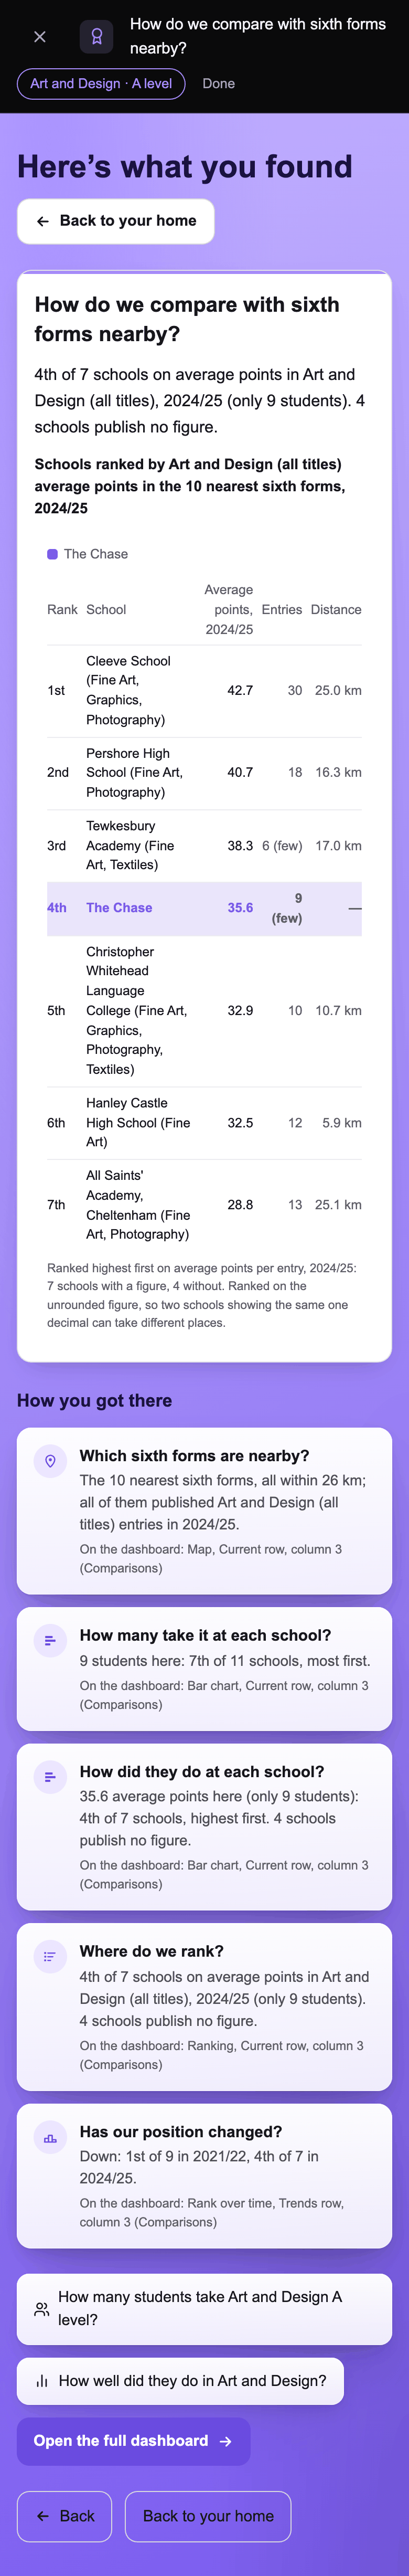 How do we compare with sixth forms
nearby?
Art and Design · A level
Done
Here’s what you found
← Back to your home
How do we compare with sixth
forms nearby?
4th of 7 schools on average points in Art and
Design (all titles), 2024/25 (only 9 students). 4
schools publish no figure.
Schools ranked by Art and Design (all titles)
average points in the 10 nearest sixth forms,
2024/25
The Chase
Rank School Average points, 2024/25 Entries Distance
1st Cleeve School (Fine Art, Graphics, Photography) 42.7 30 25.0 km
2nd Pershore High School (Fine Art, Photography) 40.7 18 16.3 km
3rd Tewkesbury Academy (Fine Art, Textiles) 38.3 6 (few) 17.0 km
4th The Chase 35.6 9 (few) —
5th Christopher Whitehead Language College (Fine Art, Graphics, Photography, Textiles) 32.9 10 10.7 km
6th Hanley Castle High School (Fine Art) 32.5 12 5.9 km
7th All Saints' Academy, Cheltenham (Fine Art, Photography) 28.8 13 25.1 km
Ranked highest first on average points per entry, 2024/25:
7 schools with a figure, 4 without. Ranked on the
unrounded figure, so two schools showing the same one
decimal can take different places.
How you got there
Which sixth forms are nearby?
The 10 nearest sixth forms, all within 26 km;
all of them published Art and Design (all
titles) entries in 2024/25.
On the dashboard: Map, Current row, column 3
(Comparisons)
How many take it at each school?
9 students here: 7th of 11 schools, most first.
On the dashboard: Bar chart, Current row, column 3
(Comparisons)
How did they do at each school?
35.6 average points here (only 9 students):
4th of 7 schools, highest first. 4 schools
publish no figure.
On the dashboard: Bar chart, Current row, column 3
(Comparisons)
Where do we rank?
4th of 7 schools on average points in Art and
Design (all titles), 2024/25 (only 9 students).
4 schools publish no figure.
On the dashboard: Ranking, Current row, column 3
(Comparisons)
Has our position changed?
Down: 1st of 9 in 2021/22, 4th of 7 in
2024/25.
On the dashboard: Rank over time, Trends row,
column 3 (Comparisons)
How many students take Art and Design A
level?
How well did they do in Art and Design?
Open the full dashboard →
← Back
Back to your home